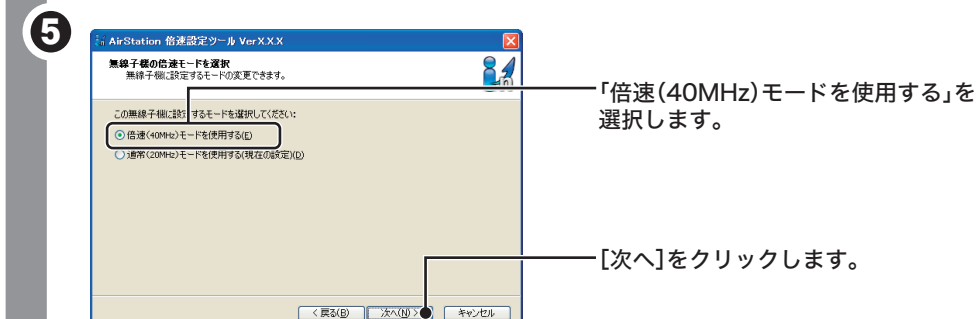 5
AirStation 倍速設定ツール VerX.X.X
無線子機の倍速モードを選択
無線子機に設定するモードの変更できます。
この無線子機に設定するモードを選択してください:
倍速(40MHz)モードを使用する(E)
通常(20MHz)モードを使用する(現在の設定)(D)
「倍速(40MHz)モードを使用する」を
選択します。
[次へ]をクリックします。
< 戻る(B)
次へ(N) >
キャンセル